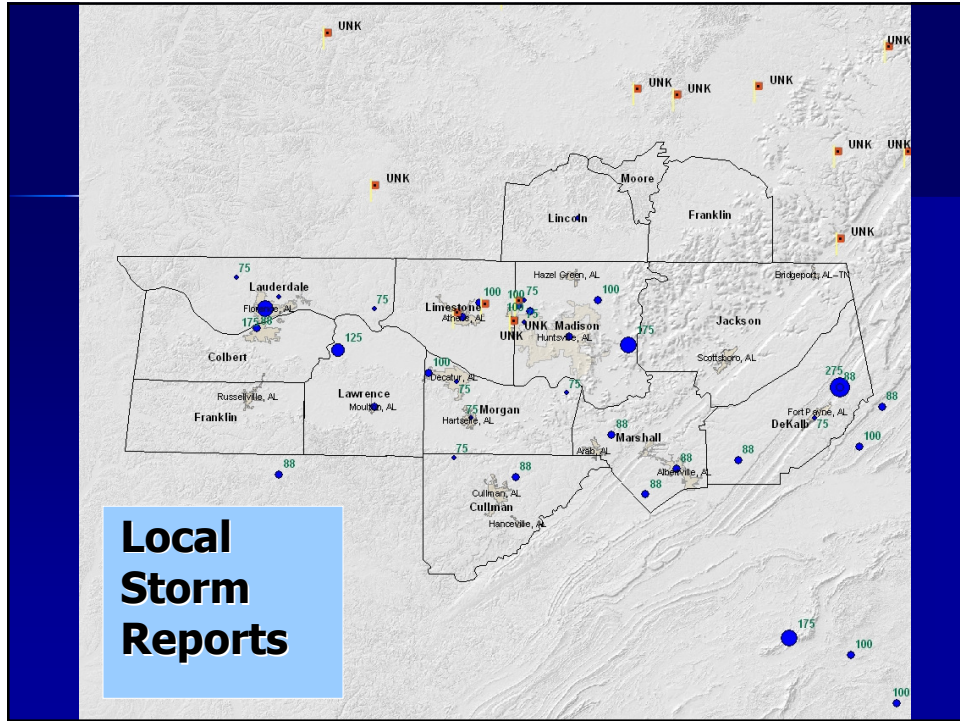 UNK
UNK
UNK
UNK
UNK
UNK
UNK
UNK
Moore
Lincoln
Franklin
UNK
Hazel Green, AL
Bridgeport, AL-TN
75
Lauderdale
75
100
100
75
100
Limestone
Athens, AL
UNK
UNK
Madison
Huntsville, AL
175
88
175
Jackson
Colbert
125
Scottsboro, AL
100
Decatur, AL
75
75
275
88
88
Russellville, AL
Lawrence
Franklin
75
Morgan
Hartselle, AL
Fort Payne, AL
DeKalb
75
88
Marshall
Arab, AL
100
75
88
88
88
88
Albertville, AL
88
Cullman, AL
Cullman
Hanceville, AL
Local
Storm
Reports
175
100
100